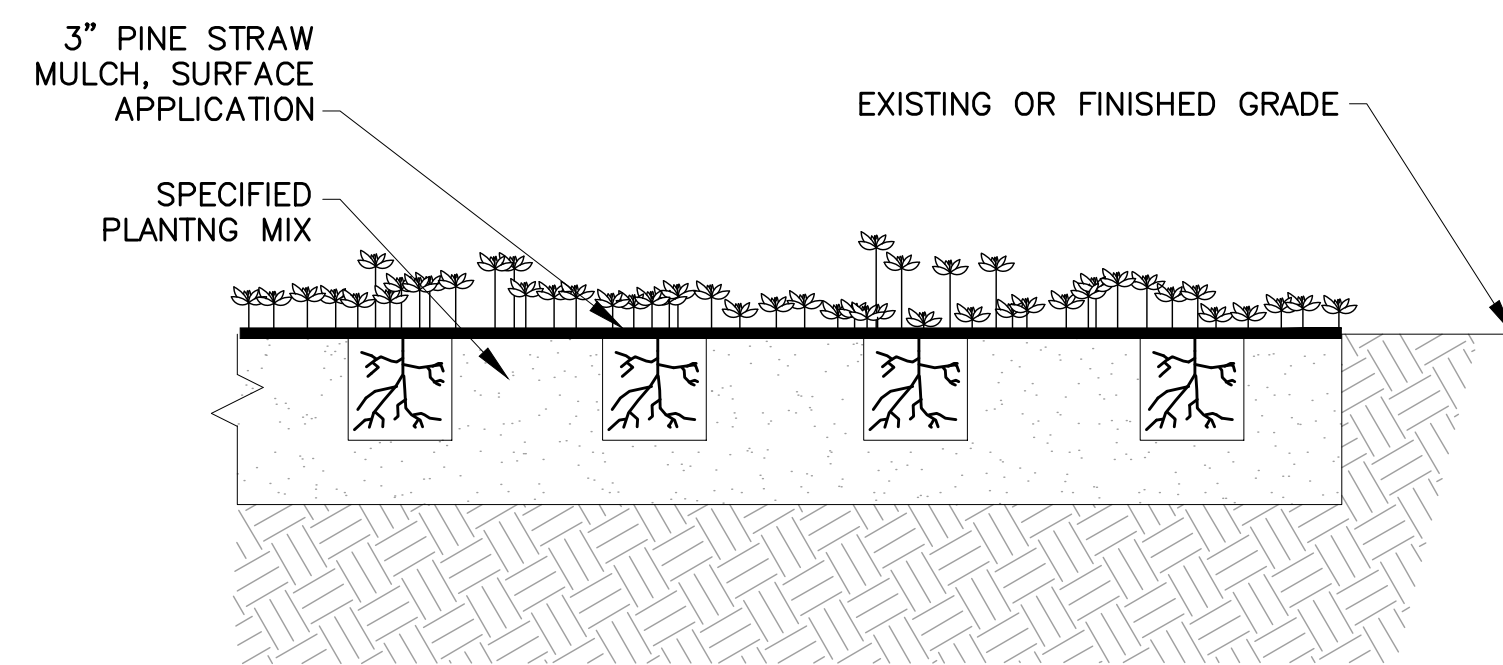 3” PINE STRAW
MULCH, SURFACE
APPLICATION
EXISTING OR FINISHED GRADE
SPECIFIED
PLANTNG MIX